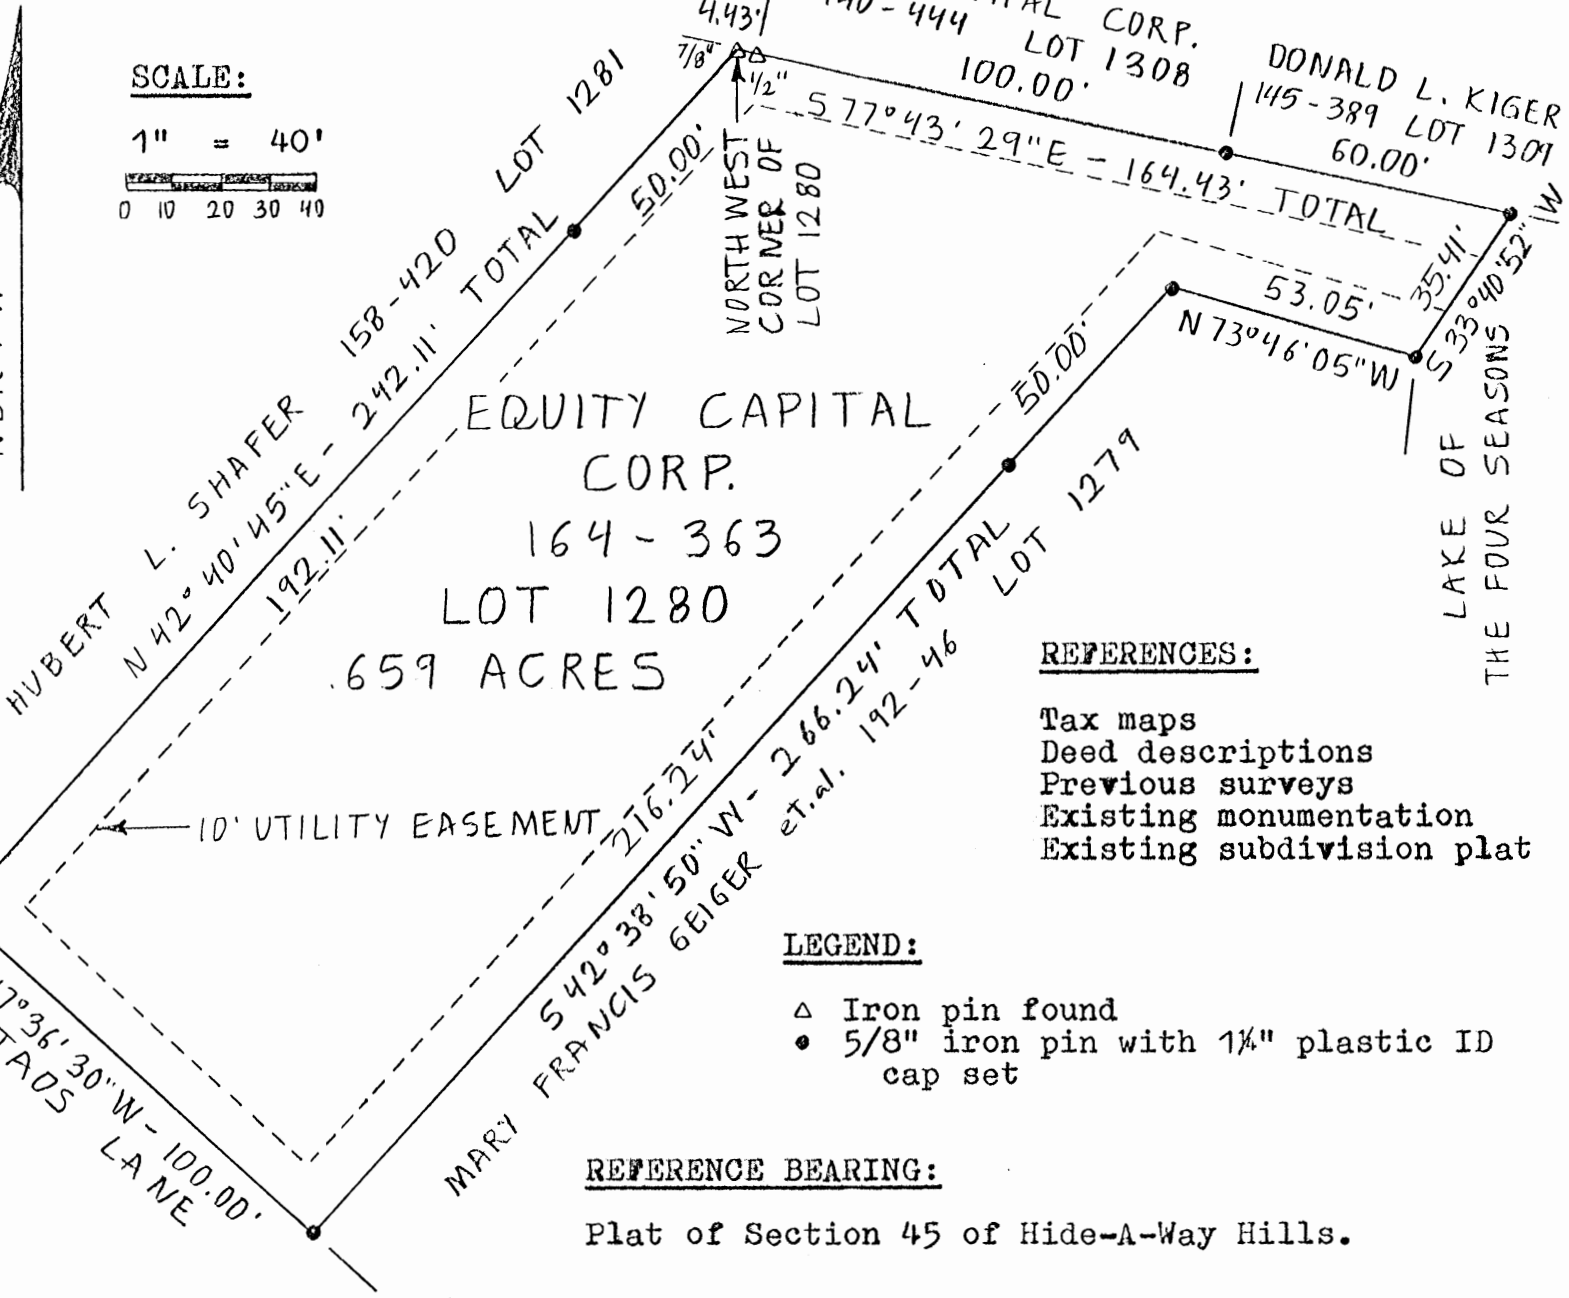 SCALE:
1" = 40'
0 10 20 30 40
4.43'
7/8"
1/2"
CORP.
444 LOT 1308
100.00'
DONALD L. KIGER
145-389 LOT 1309
60.00'
S 77°43' 29"E - 164.43' TOTAL
NORTHWEST
CORNER OF
LOT 1280
HUBERT L. SHAFER 158-420 LOT 1281
N 42° 40' 45"E - 242.11' TOTAL
50.00'
192.11'
35.41'
S 33°40'52" W
53.05'
N 73°46'05"W
50.00'
LAKE OF
THE FOUR SEASONS
EQUITY CAPITAL
CORP.
164-363
LOT 1280
.659 ACRES
10' UTILITY EASEMENT
216.24'
S 42° 38' 50" W - 266.24' TOTAL
MARY FRANCIS GEIGER et.al. 192-46 LOT 1279
7°36'30"W - 100.00'
TAOS LANE
REFERENCES:
Tax maps
Deed descriptions
Previous surveys
Existing monumentation
Existing subdivision plat
LEGEND:
△ Iron pin found
● 5/8" iron pin with 1¼" plastic ID
cap set
REFERENCE BEARING:
Plat of Section 45 of Hide-A-Way Hills.